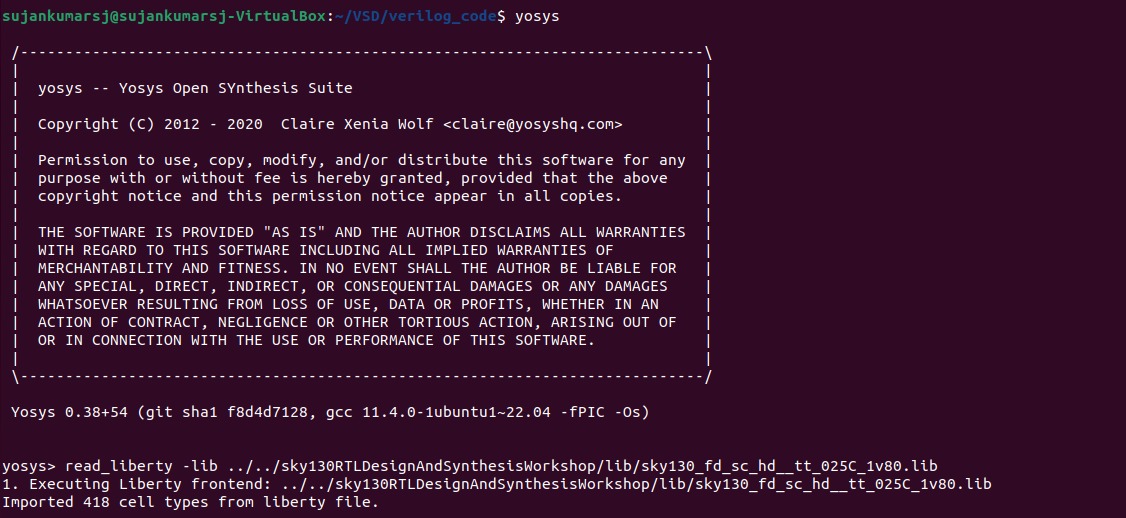 sujankumarsj@sujankumarsj-VirtualBox:~/VSD/verilog_code$ yosys
/----------------------------------------------------------------------------\
|                                                                            |
|  yosys -- Yosys Open SYnthesis Suite                                       |
|                                                                            |
|  Copyright (C) 2012 - 2020  Claire Xenia Wolf <claire@yosyshq.com>         |
|                                                                            |
|  Permission to use, copy, modify, and/or distribute this software for any  |
|  purpose with or without fee is hereby granted, provided that the above    |
|  copyright notice and this permission notice appear in all copies.         |
|                                                                            |
|  THE SOFTWARE IS PROVIDED "AS IS" AND THE AUTHOR DISCLAIMS ALL WARRANTIES  |
|  WITH REGARD TO THIS SOFTWARE INCLUDING ALL IMPLIED WARRANTIES OF          |
|  MERCHANTABILITY AND FITNESS. IN NO EVENT SHALL THE AUTHOR BE LIABLE FOR   |
|  ANY SPECIAL, DIRECT, INDIRECT, OR CONSEQUENTIAL DAMAGES OR ANY DAMAGES    |
|  WHATSOEVER RESULTING FROM LOSS OF USE, DATA OR PROFITS, WHETHER IN AN     |
|  ACTION OF CONTRACT, NEGLIGENCE OR OTHER TORTIOUS ACTION, ARISING OUT OF   |
|  OR IN CONNECTION WITH THE USE OR PERFORMANCE OF THIS SOFTWARE.            |
|                                                                            |
\----------------------------------------------------------------------------/
Yosys 0.38+54 (git sha1 f8d4d7128, gcc 11.4.0-1ubuntu1~22.04 -fPIC -Os)
yosys> read_liberty -lib ../../sky130RTLDesignAndSynthesisWorkshop/lib/sky130_fd_sc_hd__tt_025C_1v80.lib
1. Executing Liberty frontend: ../../sky130RTLDesignAndSynthesisWorkshop/lib/sky130_fd_sc_hd__tt_025C_1v80.lib
Imported 418 cell types from liberty file.